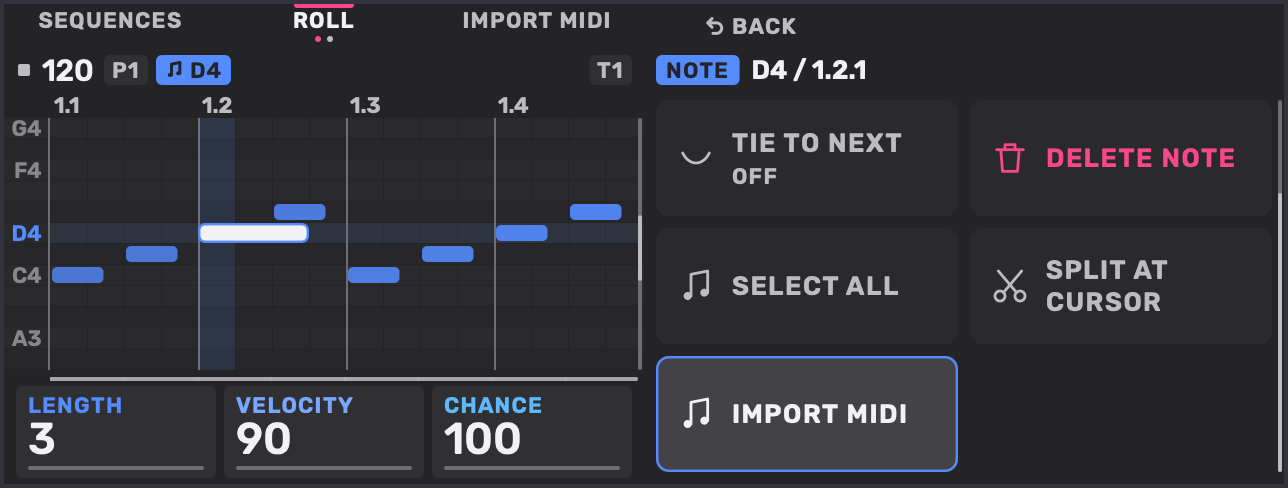 SEQUENCES ROLL IMPORT MIDI BACK
120 P1 D4 T1 NOTE D4 / 1.2.1
1.1 1.2 1.3 1.4
G4
F4
D4
C4
A3
LENGTH VELOCITY CHANCE
3 90 100
TIE TO NEXT
OFF
DELETE NOTE
SELECT ALL
SPLIT AT
CURSOR
IMPORT MIDI